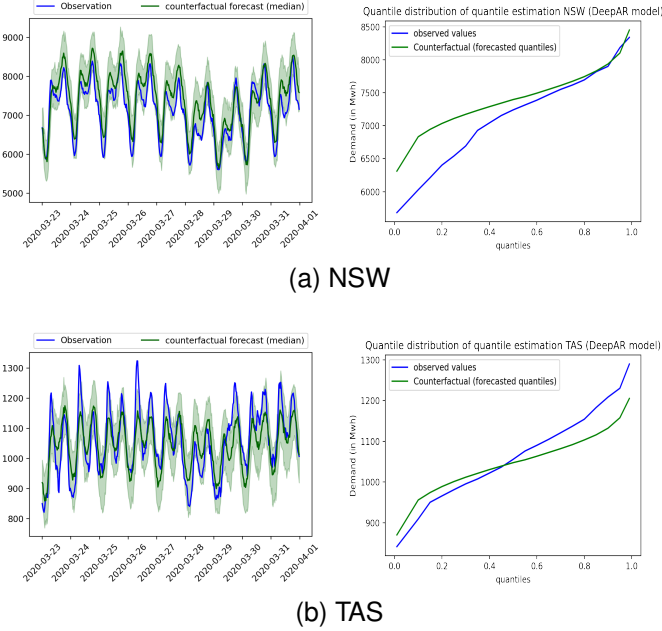 Observation
counterfactual forecast (median)
9000
8000
7000
6000
5000
2020-03-23
2020-03-24
2020-03-25
2020-03-26
2020-03-27
2020-03-28
2020-03-29
2020-03-30
2020-03-31
2020-04-01
Quantile distribution of quantile estimation NSW (DeepAR model)
observed values
Counterfactual (forecasted quantiles)
Demand (in Mwh)
8500
8000
7500
7000
6500
6000
0.0 0.2 0.4 0.6 0.8 1.0
quantiles
(a) NSW
Observation
counterfactual forecast (median)
1300
1200
1100
1000
900
800
2020-03-23
2020-03-24
2020-03-25
2020-03-26
2020-03-27
2020-03-28
2020-03-29
2020-03-30
2020-03-31
2020-04-01
Quantile distribution of quantile estimation TAS (DeepAR model)
observed values
Counterfactual (forecasted quantiles)
Demand (in Mwh)
1300
1200
1100
1000
900
0.0 0.2 0.4 0.6 0.8 1.0
quantiles
(b) TAS